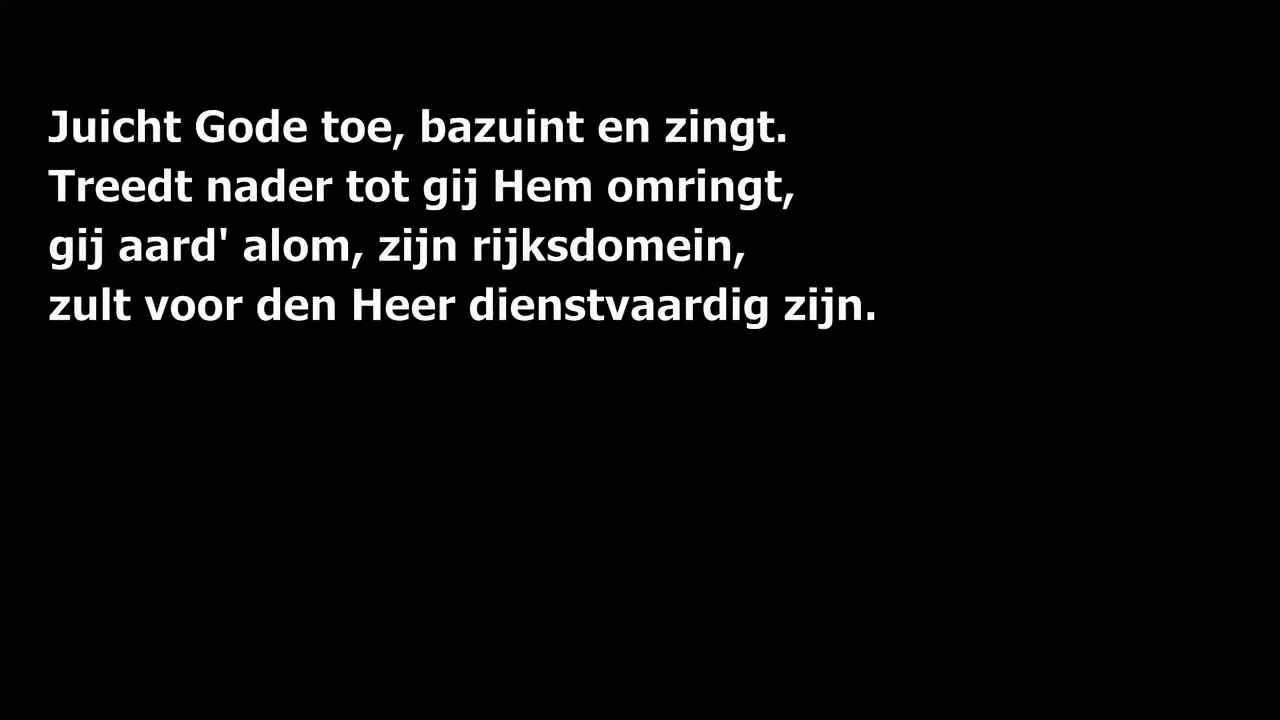 Juicht Gode toe, bazuint en zingt.
Treedt nader tot gij Hem omringt,
gij aard' alom, zijn rijksdomein,
zult voor den Heer dienstvaardig zijn.